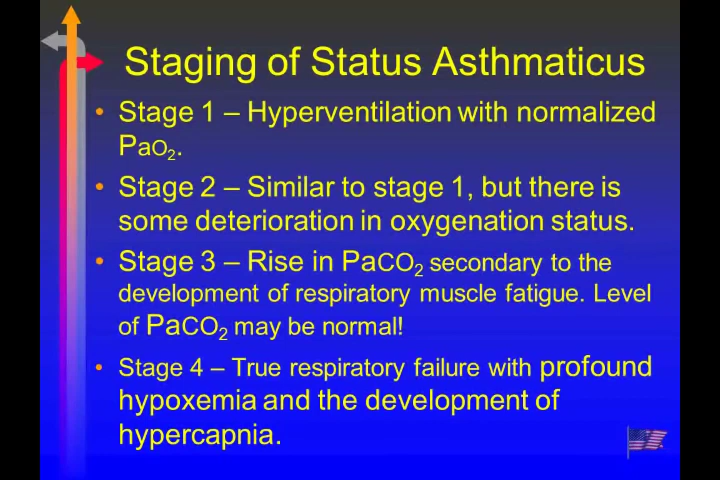 Staging of Status Asthmaticus
• Stage 1 – Hyperventilation with normalized
PaO₂.
• Stage 2 – Similar to stage 1, but there is
some deterioration in oxygenation status.
• Stage 3 – Rise in PaCO₂ secondary to the
development of respiratory muscle fatigue. Level
of PaCO₂ may be normal!
• Stage 4 – True respiratory failure with profound
hypoxemia and the development of
hypercapnia.